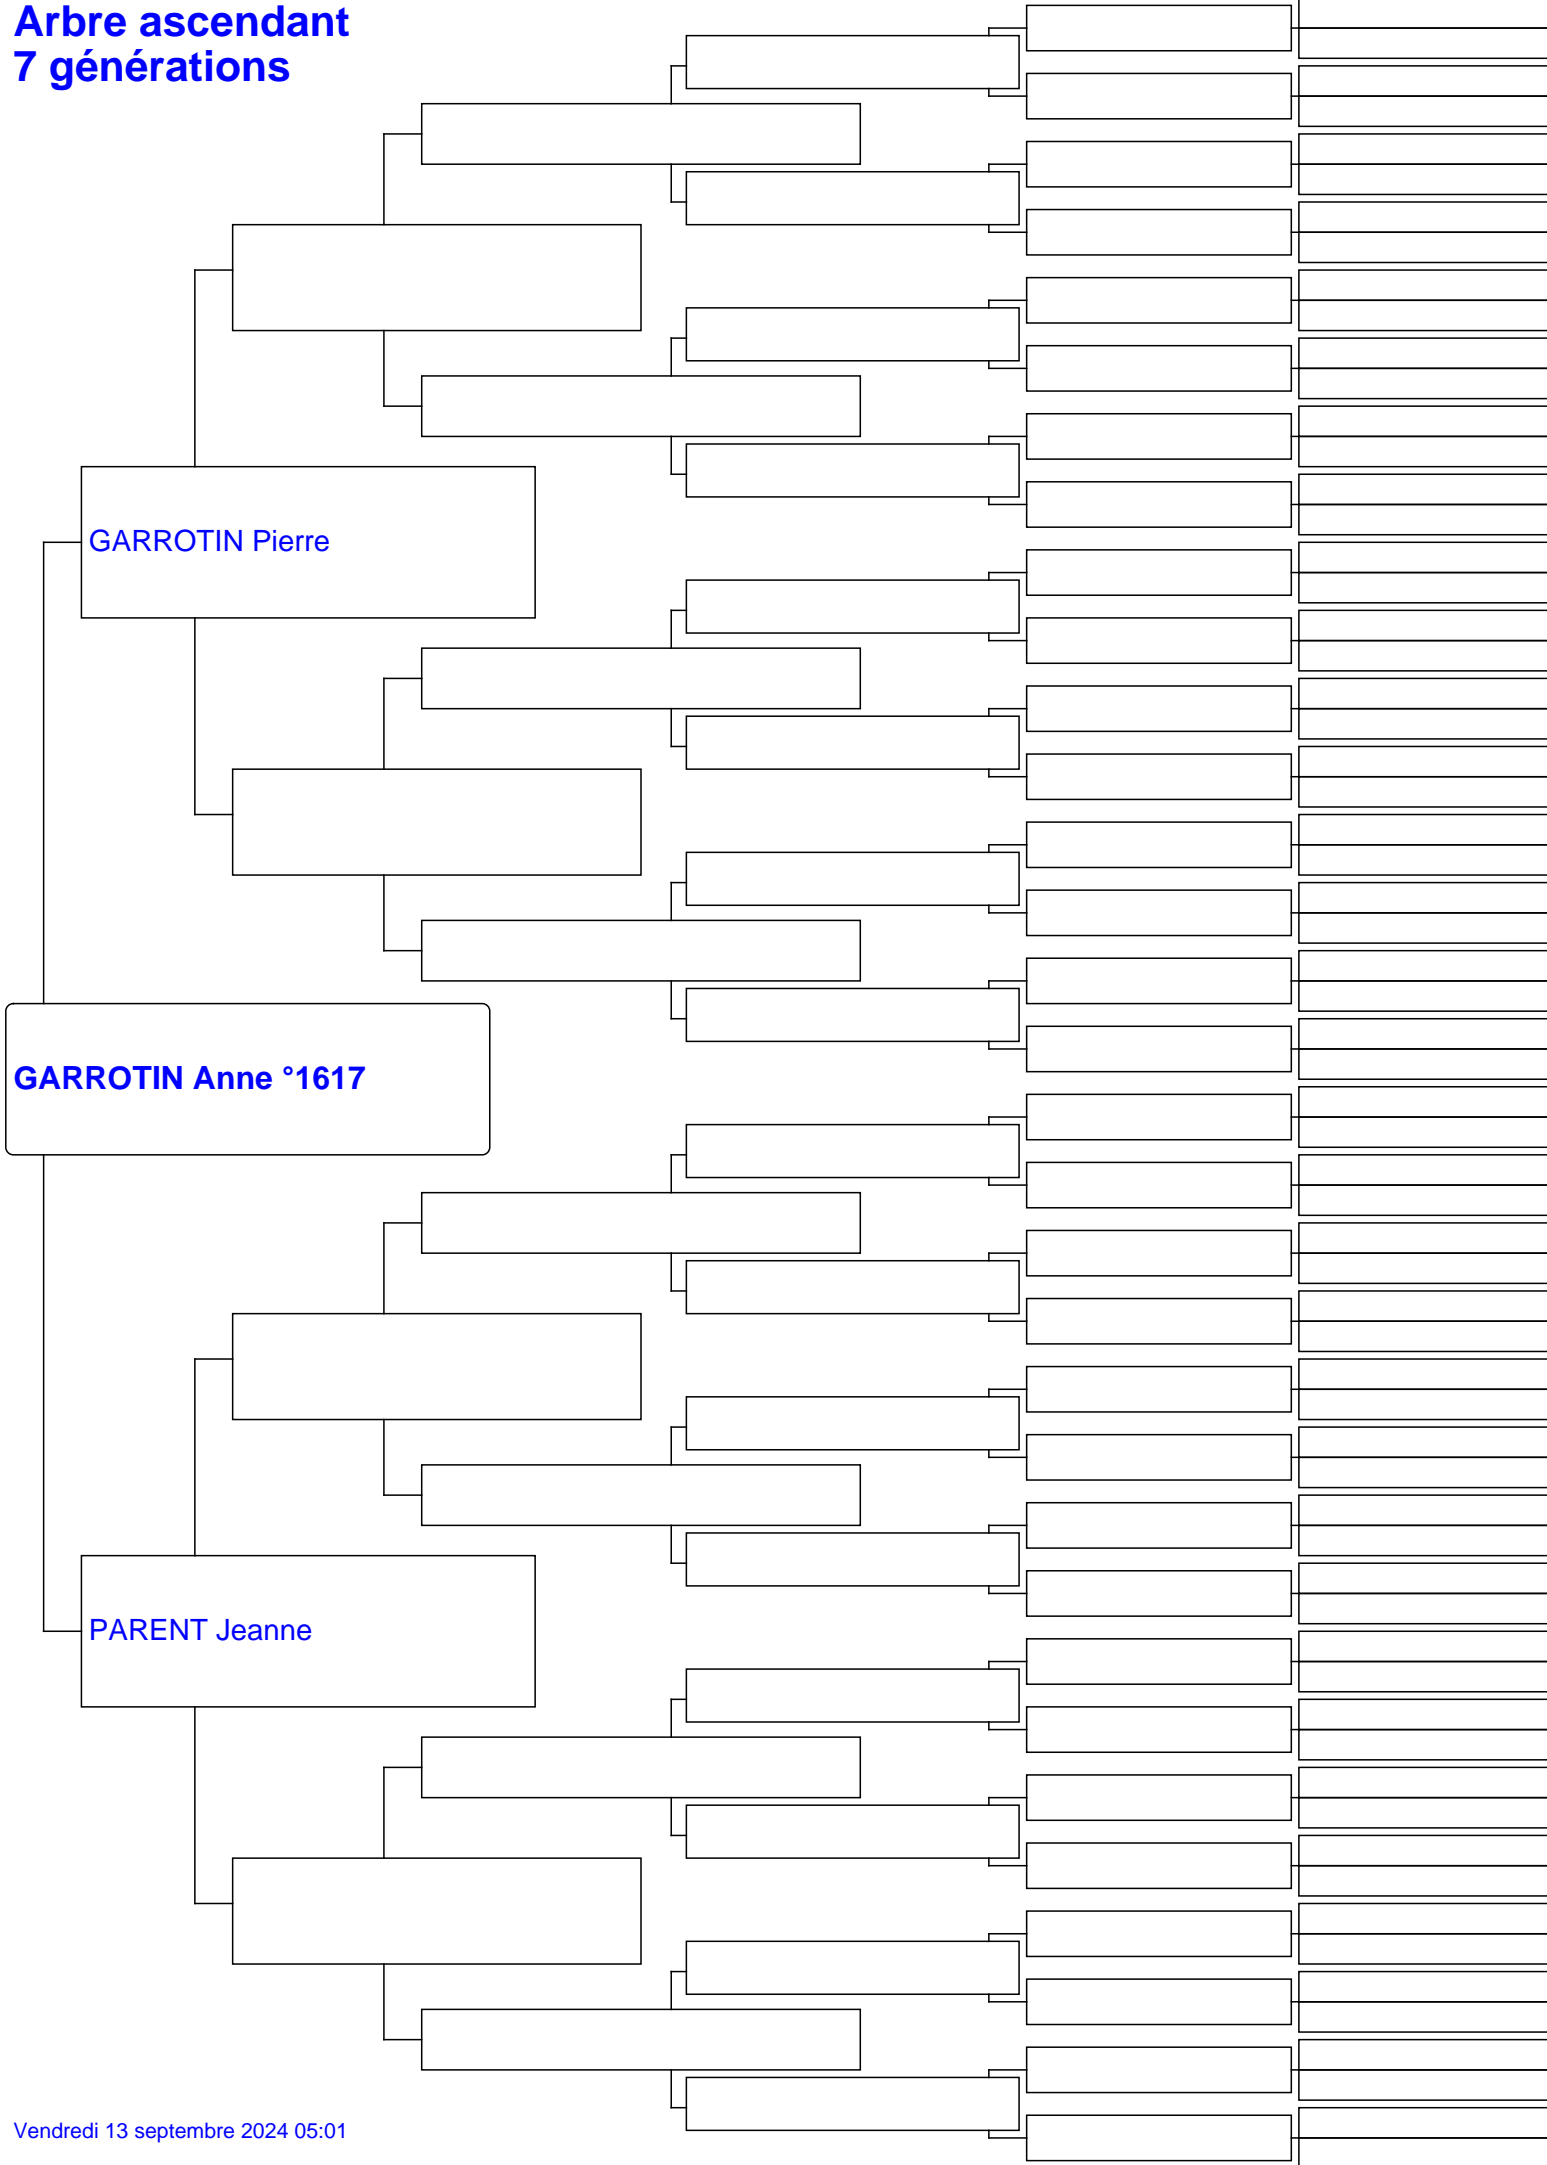 Arbre ascendant
7 générations
GARROTIN Pierre
GARROTIN Anne °1617
PARENT Jeanne
Vendredi 13 septembre 2024 05:01